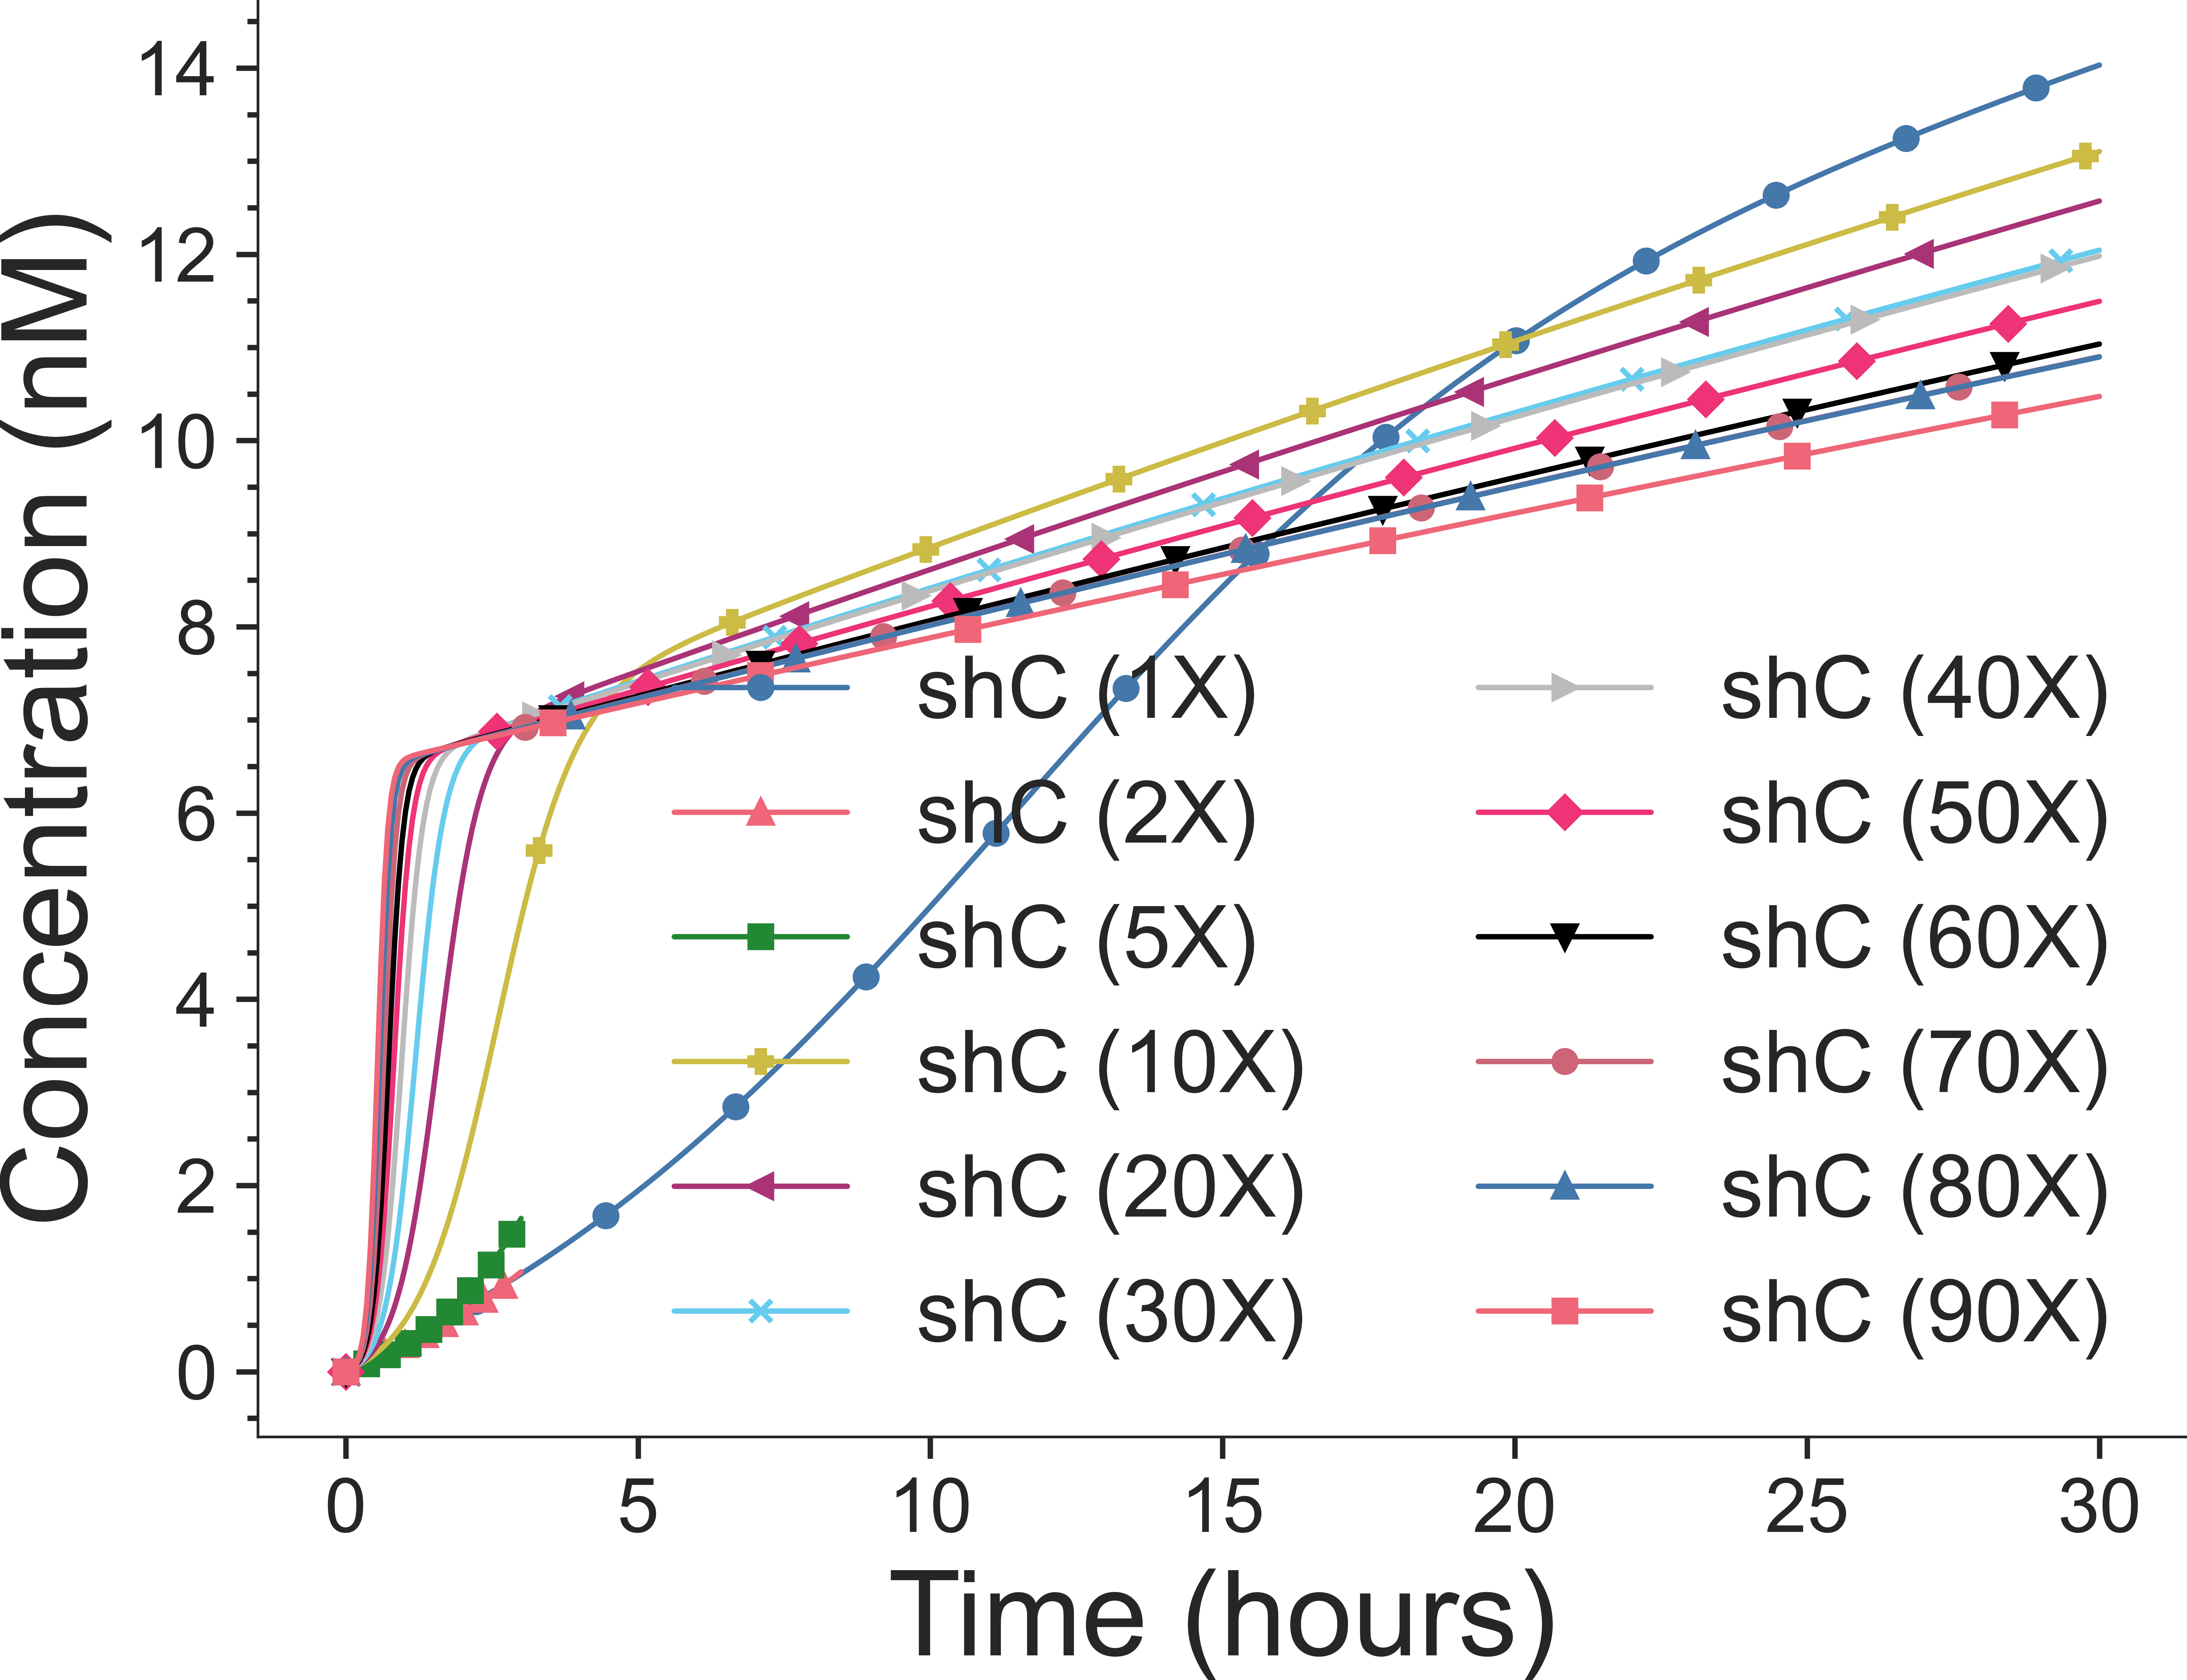 Concentration (nM)
14
12
10
8
6
4
2
0
shC (1X)
shC (2X)
shC (5X)
shC (10X)
shC (20X)
shC (30X)
shC (40X)
shC (50X)
shC (60X)
shC (70X)
shC (80X)
shC (90X)
0 5 10 15 20 25 30
Time (hours)